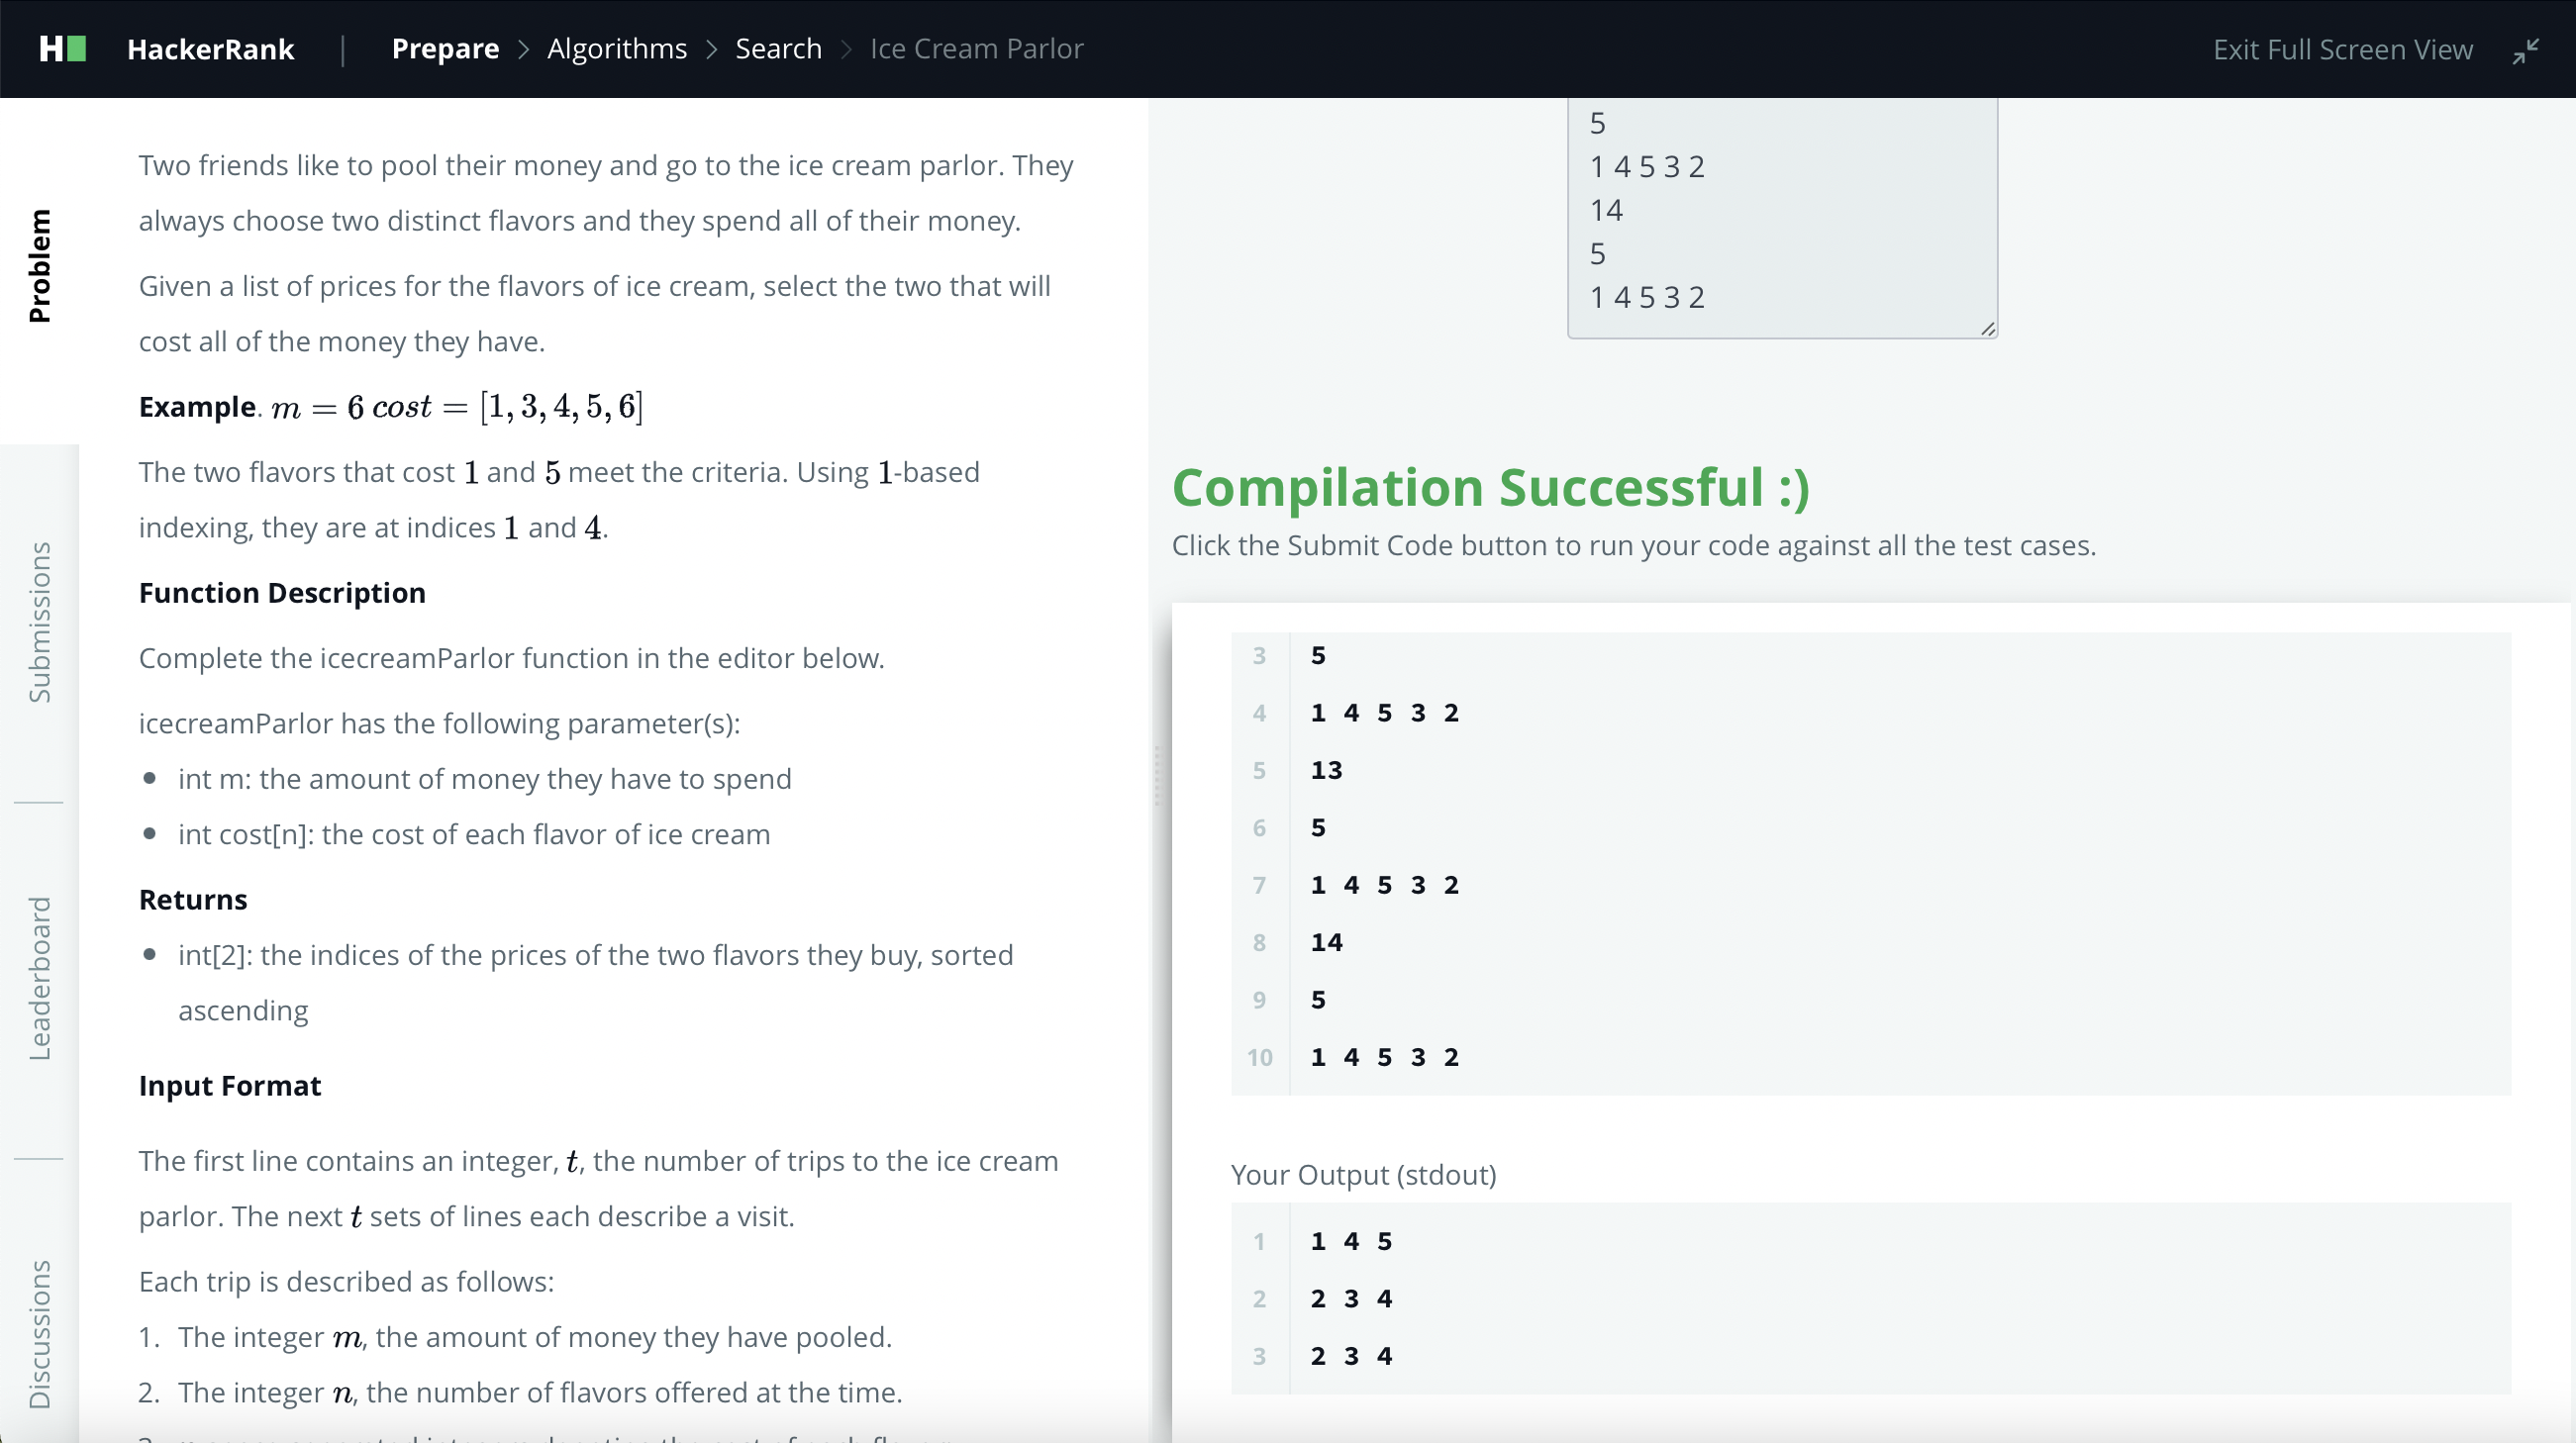 H HackerRank | Prepare > Algorithms > Search > Ice Cream Parlor Exit Full Screen View
Problem
Submissions
Leaderboard
Discussions
Two friends like to pool their money and go to the ice cream parlor. They
always choose two distinct flavors and they spend all of their money.
Given a list of prices for the flavors of ice cream, select the two that will
cost all of the money they have.
Example. m = 6 cost = [1, 3, 4, 5, 6]
The two flavors that cost 1 and 5 meet the criteria. Using 1-based
indexing, they are at indices 1 and 4.
Function Description
Complete the icecreamParlor function in the editor below.
icecreamParlor has the following parameter(s):
• int m: the amount of money they have to spend
• int cost[n]: the cost of each flavor of ice cream
Returns
• int[2]: the indices of the prices of the two flavors they buy, sorted
ascending
Input Format
The first line contains an integer, t, the number of trips to the ice cream
parlor. The next t sets of lines each describe a visit.
Each trip is described as follows:
1. The integer m, the amount of money they have pooled.
2. The integer n, the number of flavors offered at the time.
5
1 4 5 3 2
14
5
1 4 5 3 2
Compilation Successful :)
Click the Submit Code button to run your code against all the test cases.
3 5
4 1 4 5 3 2
5 13
6 5
7 1 4 5 3 2
8 14
9 5
10 1 4 5 3 2
Your Output (stdout)
1 1 4 5
2 2 3 4
3 2 3 4